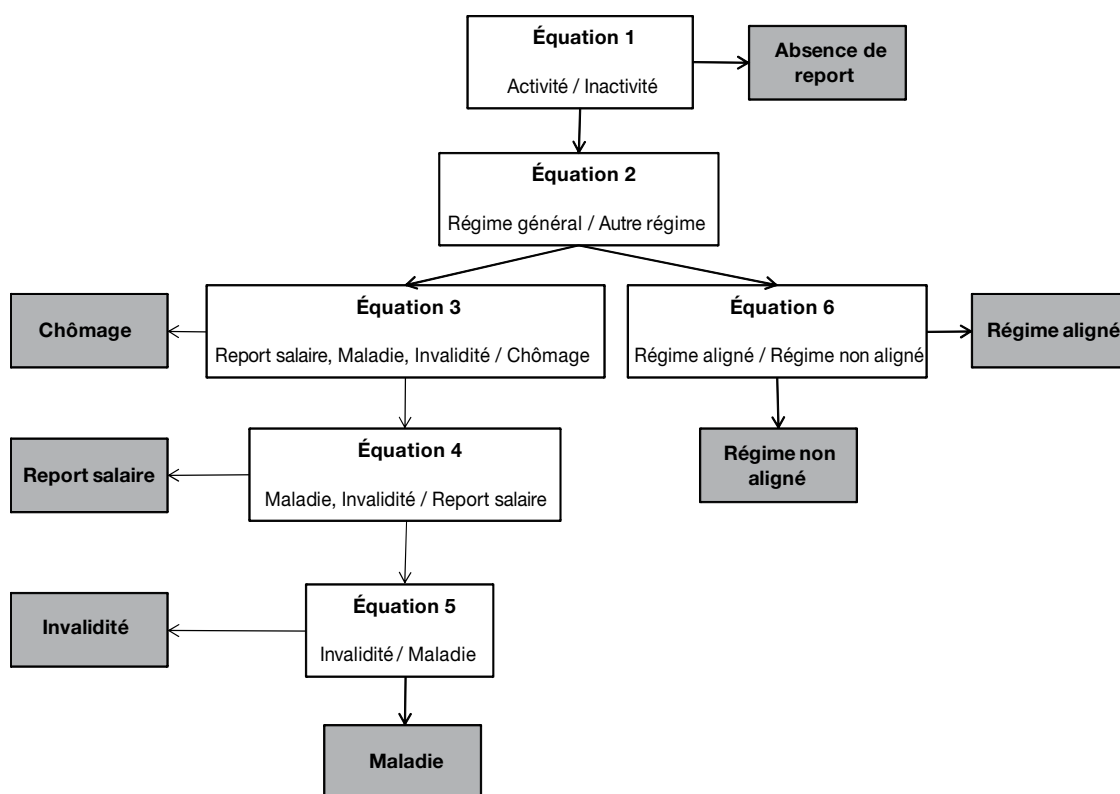 Équation 1
Activité / Inactivité
Absence de
report
Équation 2
Régime général / Autre régime
Chômage
Équation 3
Report salaire, Maladie, Invalidité / Chômage
Équation 6
Régime aligné / Régime non aligné
Régime aligné
Report salaire
Équation 4
Maladie, Invalidité / Report salaire
Régime non
aligné
Invalidité
Équation 5
Invalidité / Maladie
Maladie